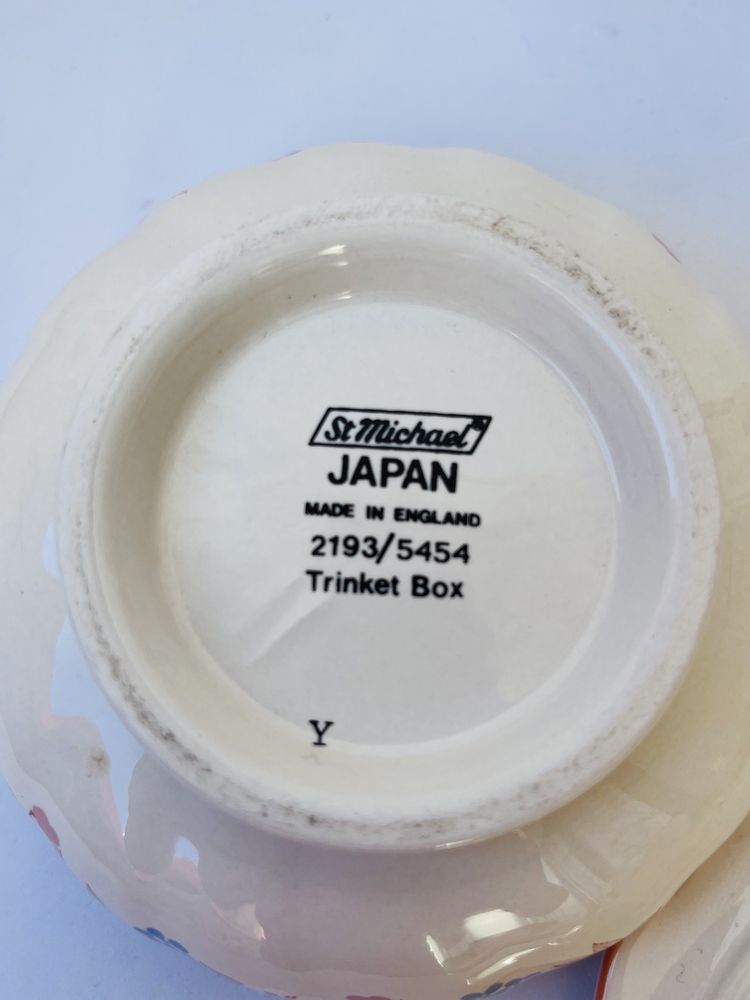 St Michael®
JAPAN
MADE IN ENGLAND
2193/5454
Trinket Box
Y